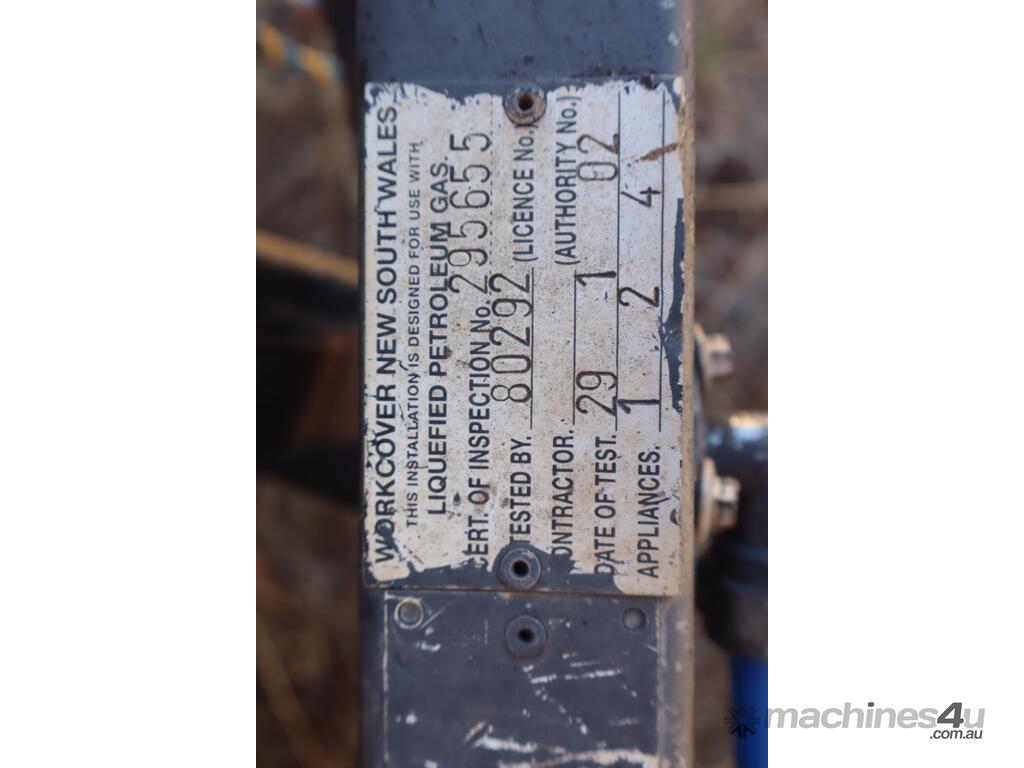 WORKCOVER NEW SOUTH WALES
THIS INSTALLATION IS DESIGNED FOR USE WITH
LIQUEFIED PETROLEUM GAS.
CERT. OF INSPECTION No. 295655
TESTED BY. 80292 (LICENCE No.)
CONTRACTOR. (AUTHORITY No.)
DATE OF TEST. 29 1 02
APPLIANCES. 1 2 4
machines4u
.com.au